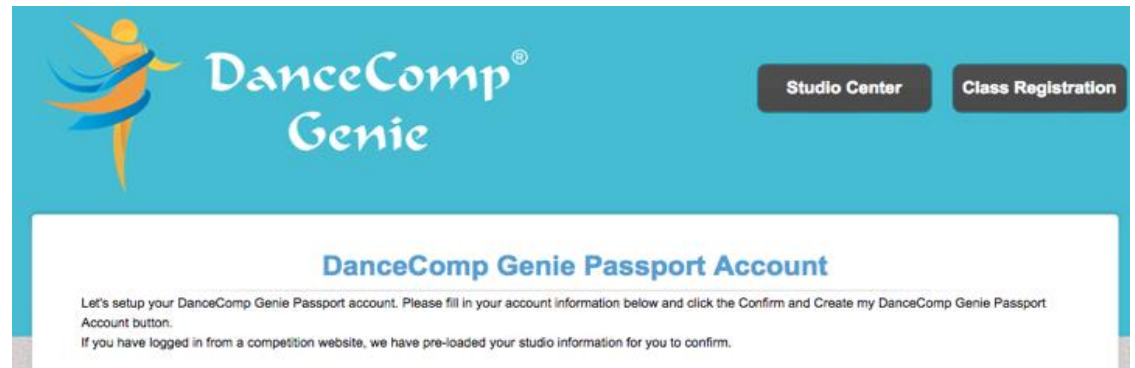 DanceComp®
Genie
Studio Center
Class Registration
DanceComp Genie Passport Account
Let's setup your DanceComp Genie Passport account. Please fill in your account information below and click the Confirm and Create my DanceComp Genie Passport
Account button.
If you have logged in from a competition website, we have pre-loaded your studio information for you to confirm.